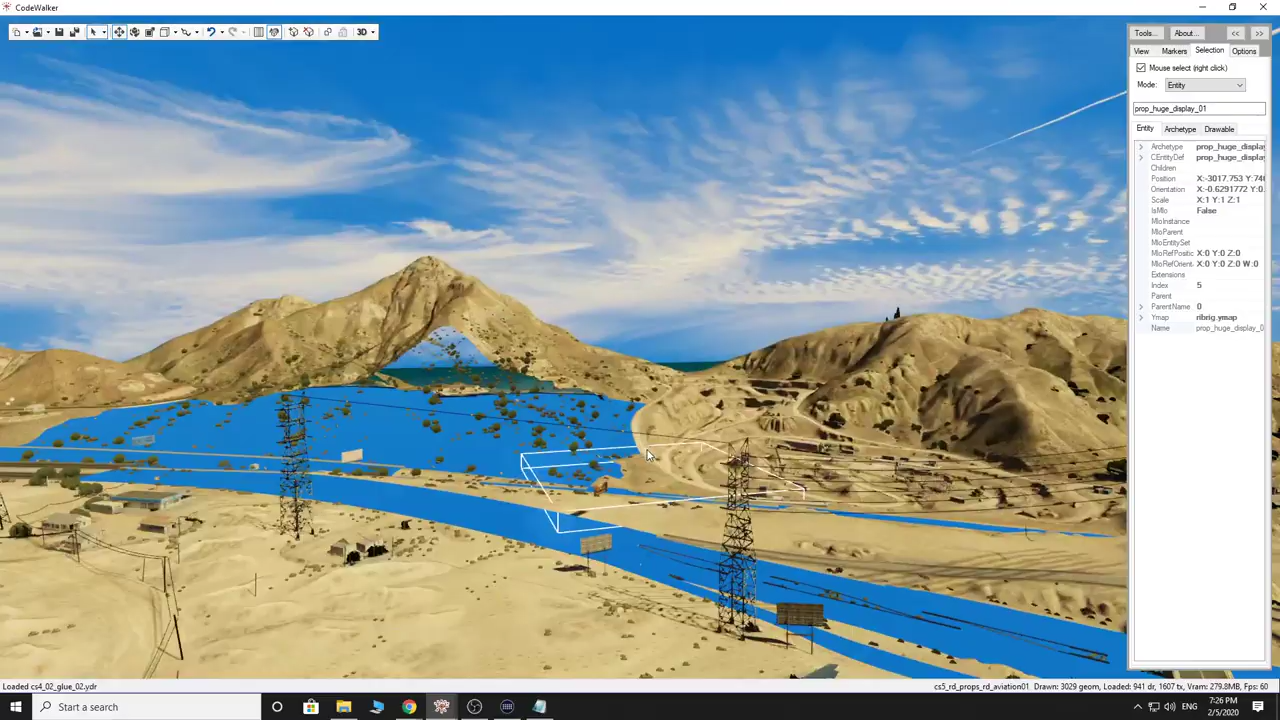 CodeWalker
3D
Tools...
About...
<<
>>
View
Markers
Selection
Options
Mouse select (right click)
Mode:
Entity
prop_huge_display_01
Entity
Archetype
Drawable
Archetype prop_huge_display
CEntityDef prop_huge_display
Children
Position X:-3017.753 Y:74
Orientation X:-0.6291772 Y:0.
Scale X:1 Y:1 Z:1
IsMlo False
MloInstance
MloParent
MloEntitySet
MloRefPositic X:0 Y:0 Z:0
MloRefOrient X:0 Y:0 Z:0 W:0
Extensions
Index 5
Parent
ParentName 0
Ymap ribrig.ymap
Name prop_huge_display_0
Loaded cs4_02_glue_02.ydr
cs5_rd_props_rd_aviation01
Drawn: 3029 geom, Loaded: 941 dr, 1607 tx, Vram: 279.8MB, Fps: 60
Start a search
ENG
7:26 PM
2/5/2020